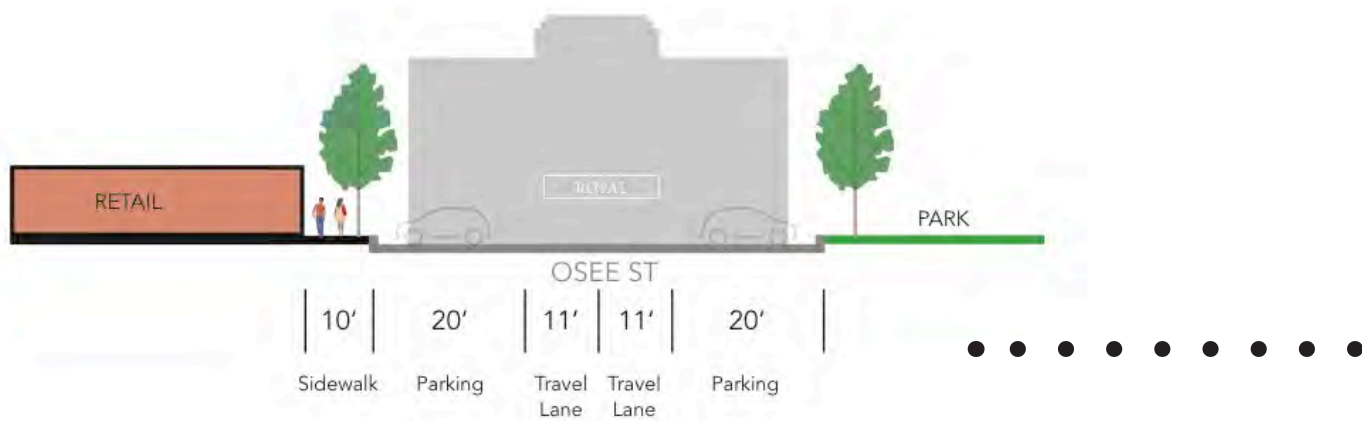 ROYAL
RETAIL
PARK
OSEE ST
10' 20' 11' 11' 20'
Sidewalk Parking Travel Lane Travel Lane Parking